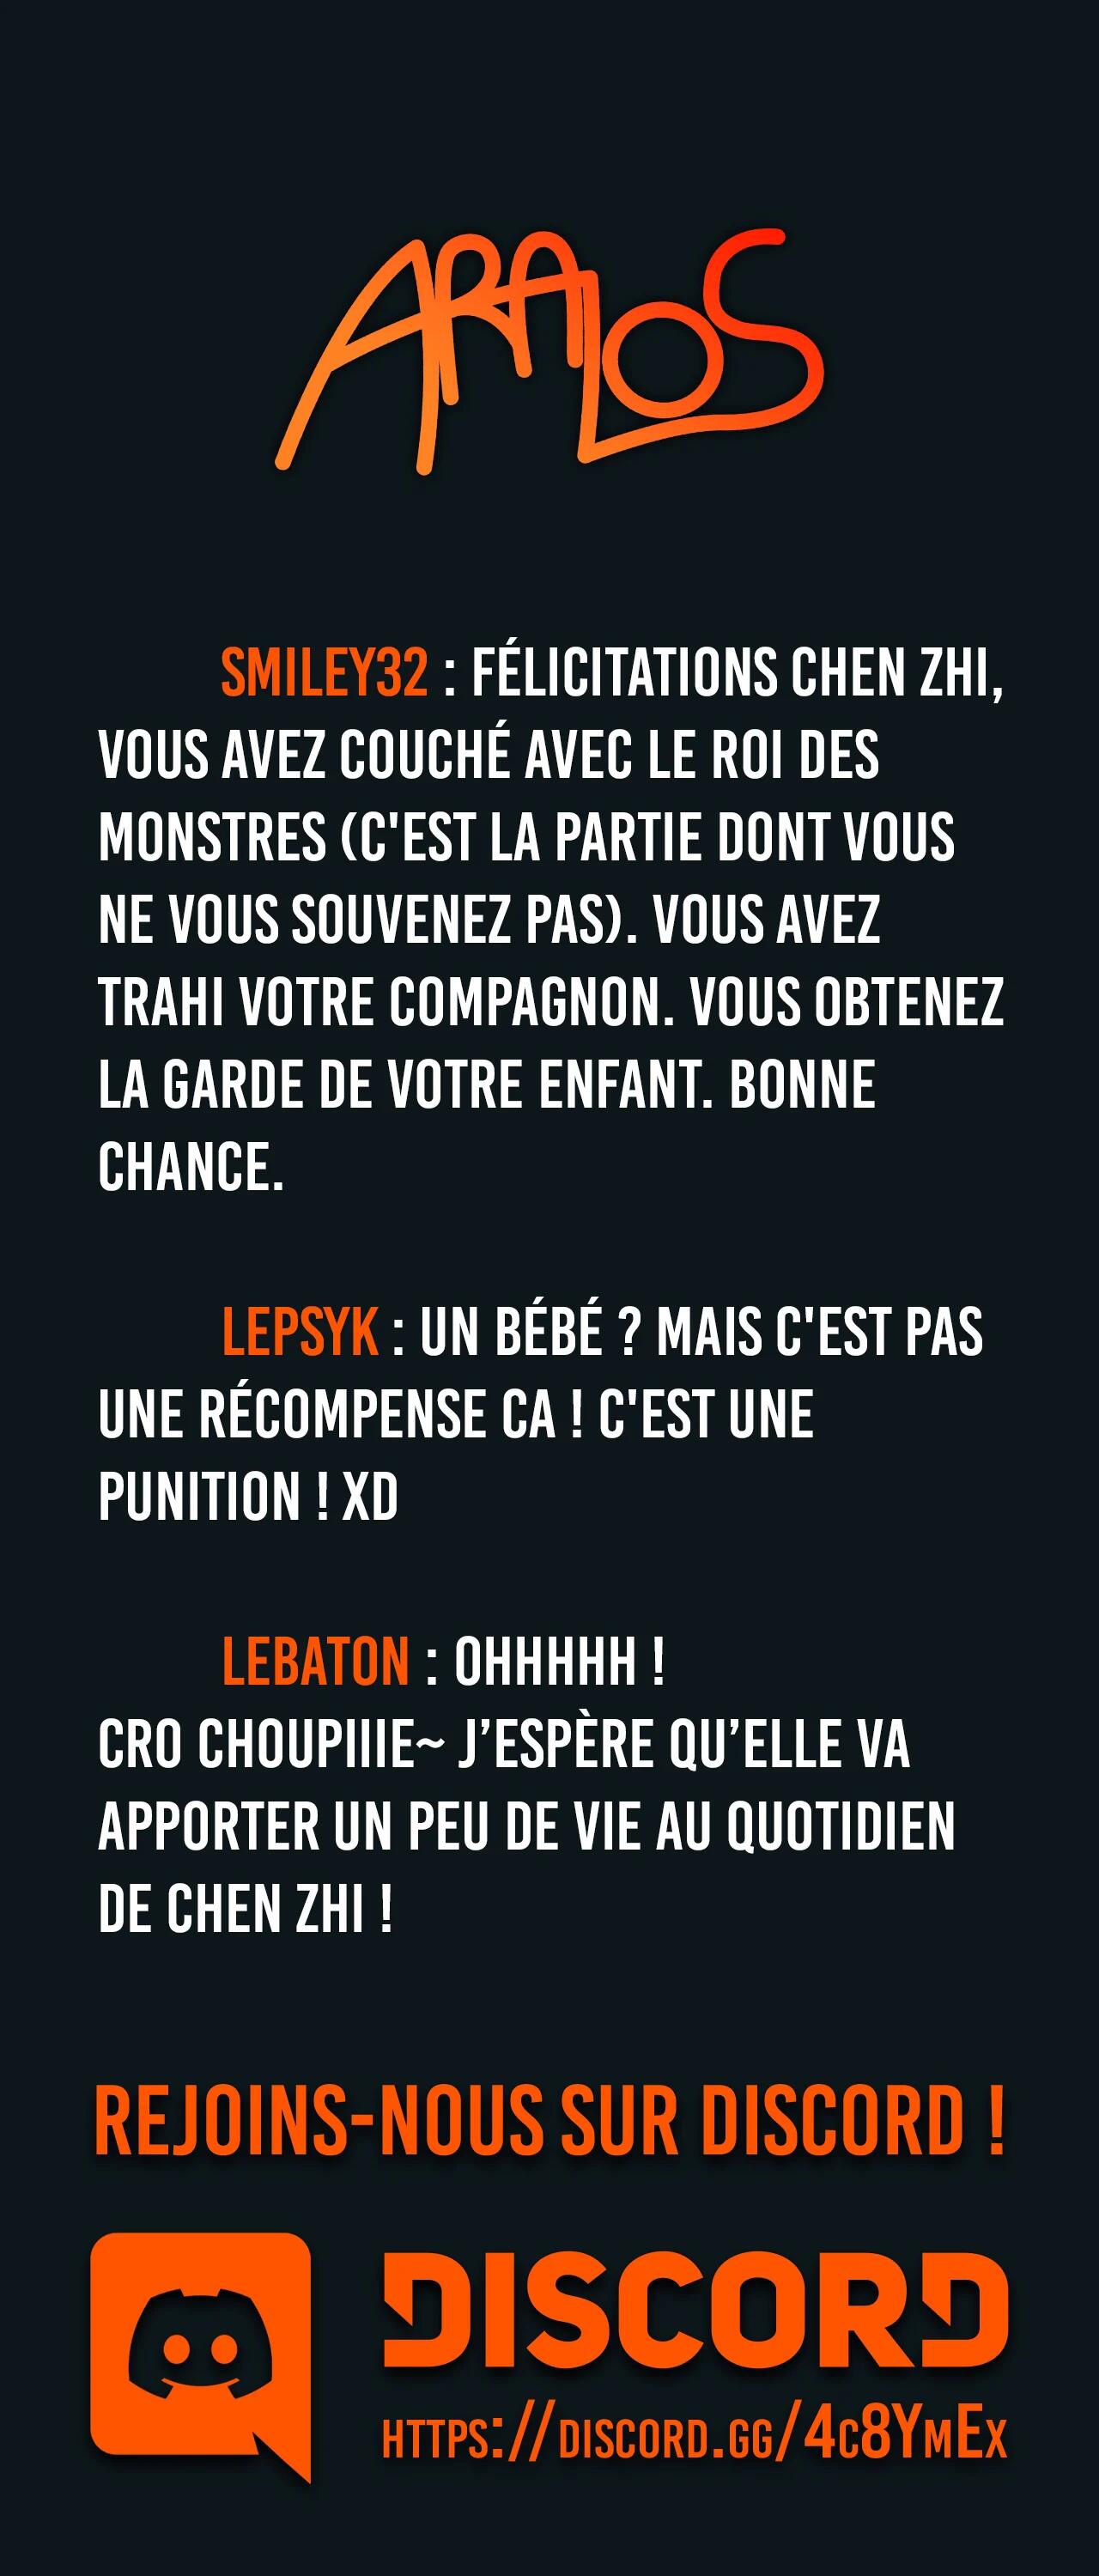 ARALOS
SMILEY32 : FÉLICITATIONS CHEN ZHI,
VOUS AVEZ COUCHÉ AVEC LE ROI DES
MONSTRES (C'EST LA PARTIE DONT VOUS
NE VOUS SOUVENEZ PAS). VOUS AVEZ
TRAHI VOTRE COMPAGNON. VOUS OBTENEZ
LA GARDE DE VOTRE ENFANT. BONNE
CHANCE.
LEPSYK : UN BÉBÉ ? MAIS C'EST PAS
UNE RÉCOMPENSE CA ! C'EST UNE
PUNITION ! XD
LEBATON : OHHHHH !
CRO CHOUPIIIE~ J’ESPÈRE QU’ELLE VA
APPORTER UN PEU DE VIE AU QUOTIDIEN
DE CHEN ZHI !
REJOINS-NOUS SUR DISCORD !
DISCORD
https://discord.gg/4c8YmEx